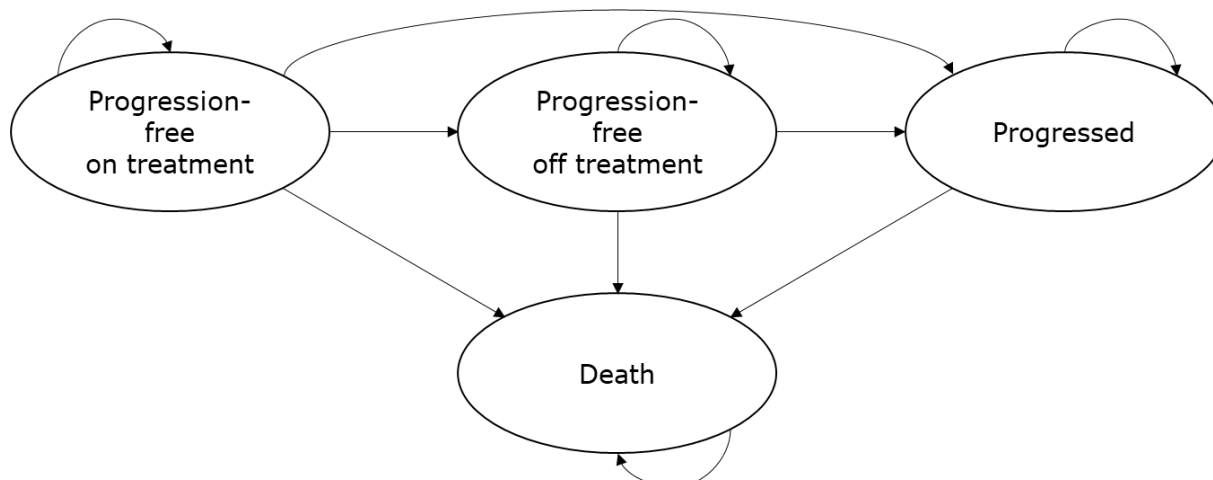 Progression-
free
on treatment
Progression-
free
off treatment
Progressed
Death